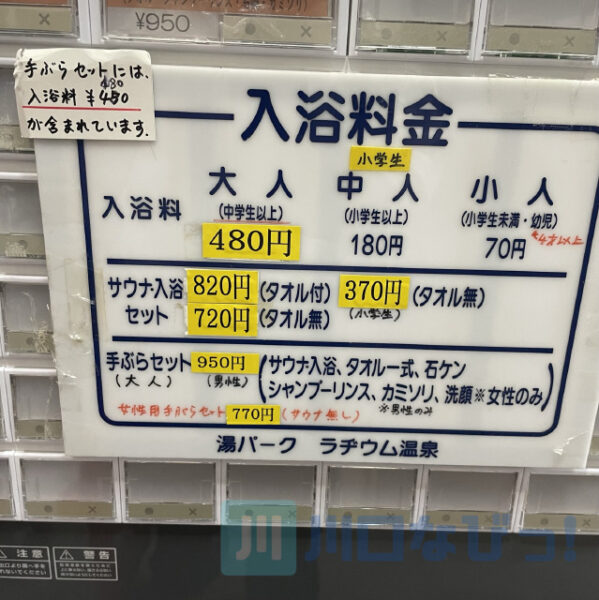 ¥950
手ぶらセットには、
480
入浴料¥450
が含まれています。
入浴料金
小学生
大人 中人 小人
入浴料 (中学生以上) (小学生以上) (小学生未満・幼児)
480円 180円 70円 *4才以上
サウナ入浴 820円(タオル付) 370円(タオル無)
セット 720円(タオル無) (小学生)
手ぶらセット 950円 (サウナ入浴、タオル一式、石ケン
(大人) (男性) シャンプーリンス、カミソリ、洗顔※女性のみ)
※男性のみ
女性用手ぶらセット 770円 (サウナ無し)
湯パーク ラヂウム温泉
川口なびっ!
注意
警告